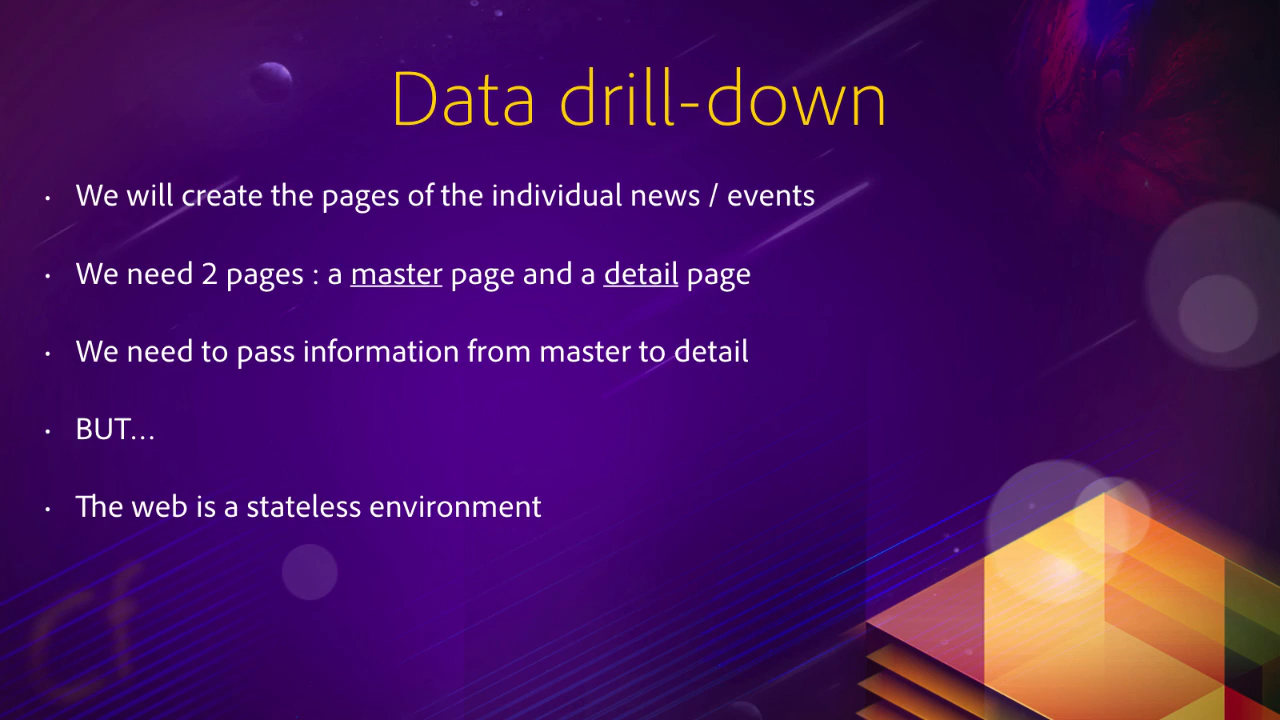 Data drill-down
• We will create the pages of the individual news / events
• We need 2 pages : a master page and a detail page
• We need to pass information from master to detail
• BUT…
• The web is a stateless environment
Cf